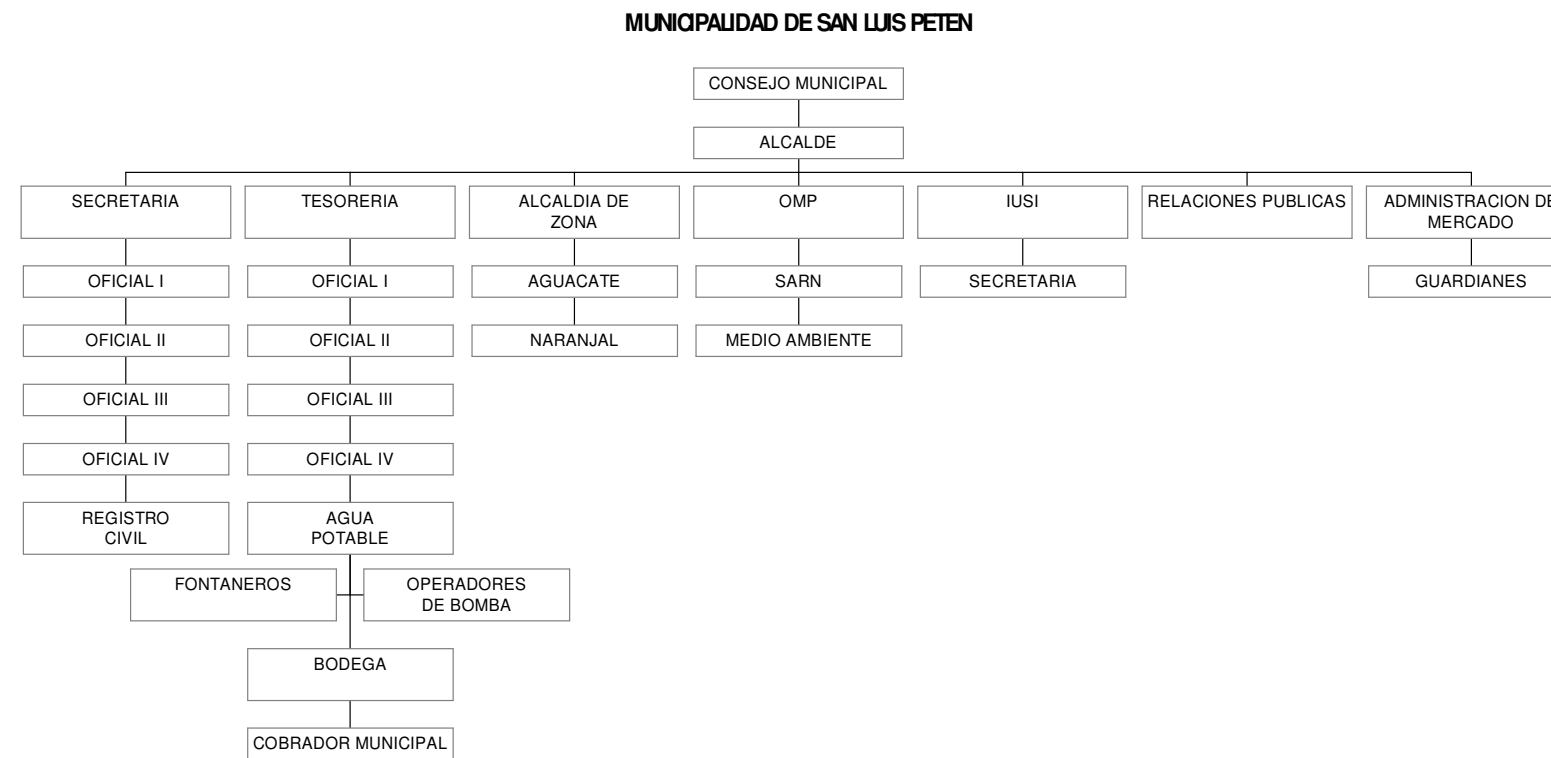 MUNICIPALIDAD DE SAN LUIS PETEN
CONSEJO MUNICIPAL
ALCALDE
SECRETARIA
TESORERIA
ALCALDIA DE
ZONA
OMP
IUSI
RELACIONES PUBLICAS
ADMINISTRACION DE
MERCADO
OFICIAL I
OFICIAL I
AGUACATE
SARN
SECRETARIA
GUARDIANES
OFICIAL II
OFICIAL II
NARANJAL
MEDIO AMBIENTE
OFICIAL III
OFICIAL III
OFICIAL IV
OFICIAL IV
REGISTRO
CIVIL
AGUA
POTABLE
FONTANEROS
OPERADORES
DE BOMBA
BODEGA
COBRADOR MUNICIPAL